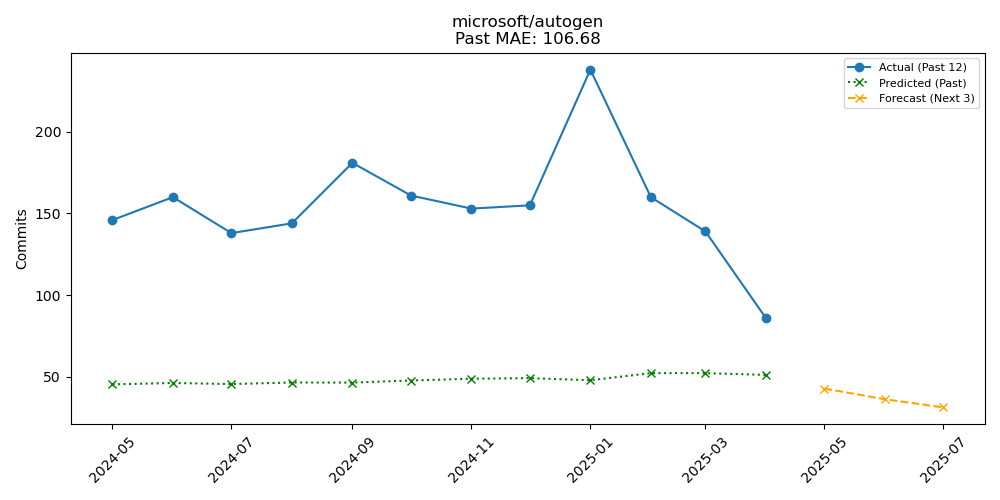 microsoft/autogen
Past MAE: 106.68
Actual (Past 12)
Predicted (Past)
Forecast (Next 3)
Commits
200
150
100
50
2024-05
2024-07
2024-09
2024-11
2025-01
2025-03
2025-05
2025-07